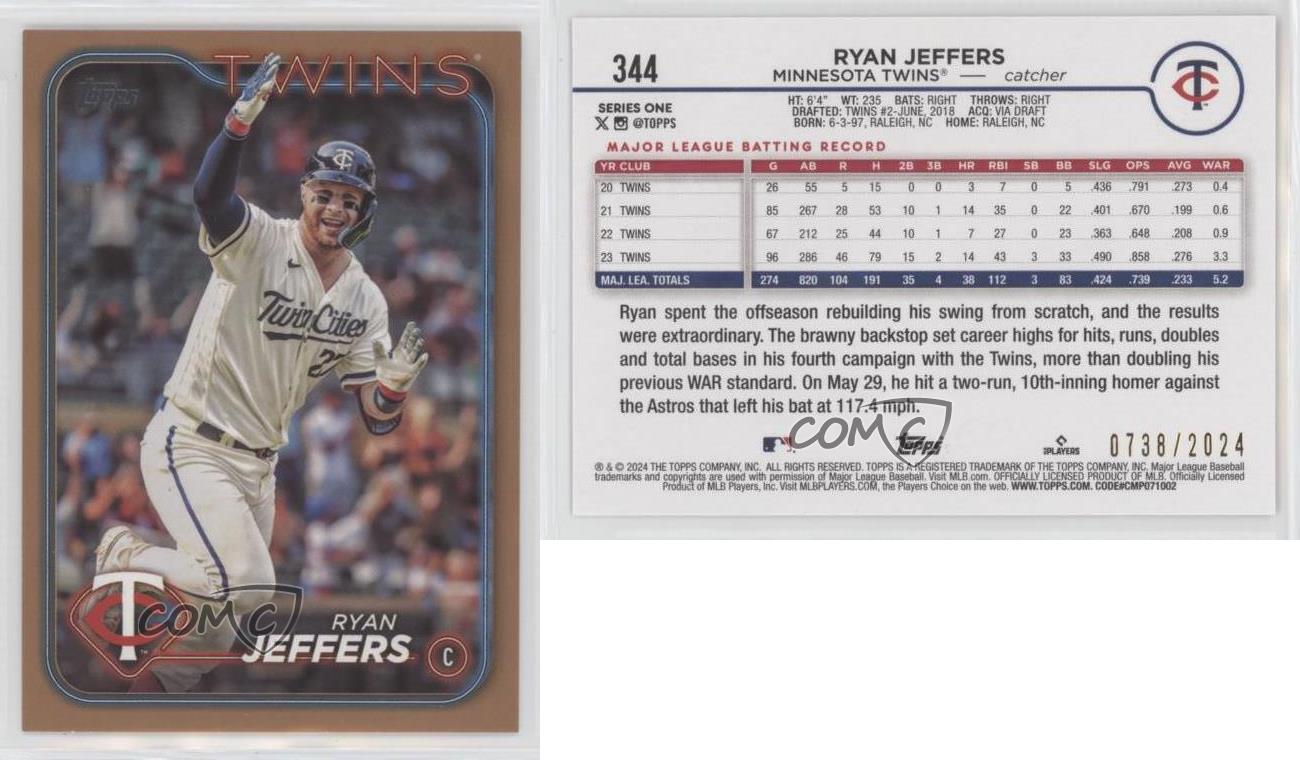 TWINS
Topps
TC
Twin Cities
27
TC
COMC
RYAN
JEFFERS
C
344
RYAN JEFFERS
MINNESOTA TWINS® — catcher
TC
SERIES ONE
X @TOPPS
HT: 6'4" WT: 235 BATS: RIGHT THROWS: RIGHT
DRAFTED: TWINS #2-JUNE, 2018 ACQ: VIA DRAFT
BORN: 6-3-97, RALEIGH, NC HOME: RALEIGH, NC
MAJOR LEAGUE BATTING RECORD
YR CLUB G AB R H 2B 3B HR RBI SB BB SLG OPS AVG WAR
20 TWINS 26 55 5 15 0 0 3 7 0 5 .436 .791 .273 0.4
21 TWINS 85 267 28 53 10 1 14 35 0 22 .401 .670 .199 0.6
22 TWINS 67 212 25 44 10 1 7 27 0 23 .363 .648 .208 0.9
23 TWINS 96 286 46 79 15 2 14 43 3 33 .490 .858 .276 3.3
MAJ. LEA. TOTALS 274 820 104 191 35 4 38 112 3 83 .424 .739 .233 5.2
Ryan spent the offseason rebuilding his swing from scratch, and the results
were extraordinary. The brawny backstop set career highs for hits, runs, doubles
and total bases in his fourth campaign with the Twins, more than doubling his
previous WAR standard. On May 29, he hit a two-run, 10th-inning homer against
the Astros that left his bat at 117.4 mph.
COMC
Topps
PLAYERS
0738/2024
® & © 2024 THE TOPPS COMPANY, INC. ALL RIGHTS RESERVED. TOPPS IS A REGISTERED TRADEMARK OF THE TOPPS COMPANY, INC. Major League Baseball
trademarks and copyrights are used with permission of Major League Baseball. Visit MLB.com. OFFICIALLY LICENSED PRODUCT OF MLB. Officially Licensed
Product of MLB Players, Inc. Visit MLBPLAYERS.COM, the Players Choice on the web. WWW.TOPPS.COM. CODE#CMP071002